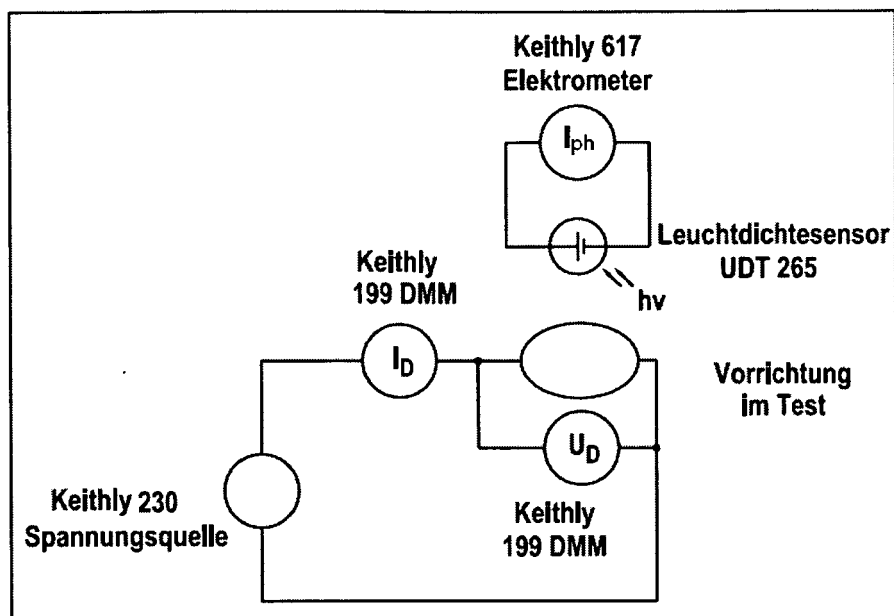 Keithly 617
Elektrometer
Iph
Leuchtdichtesensor
UDT 265
hv
Keithly
199 DMM
ID
Vorrichtung
im Test
UD
Keithly 230
Spannungsquelle
Keithly
199 DMM